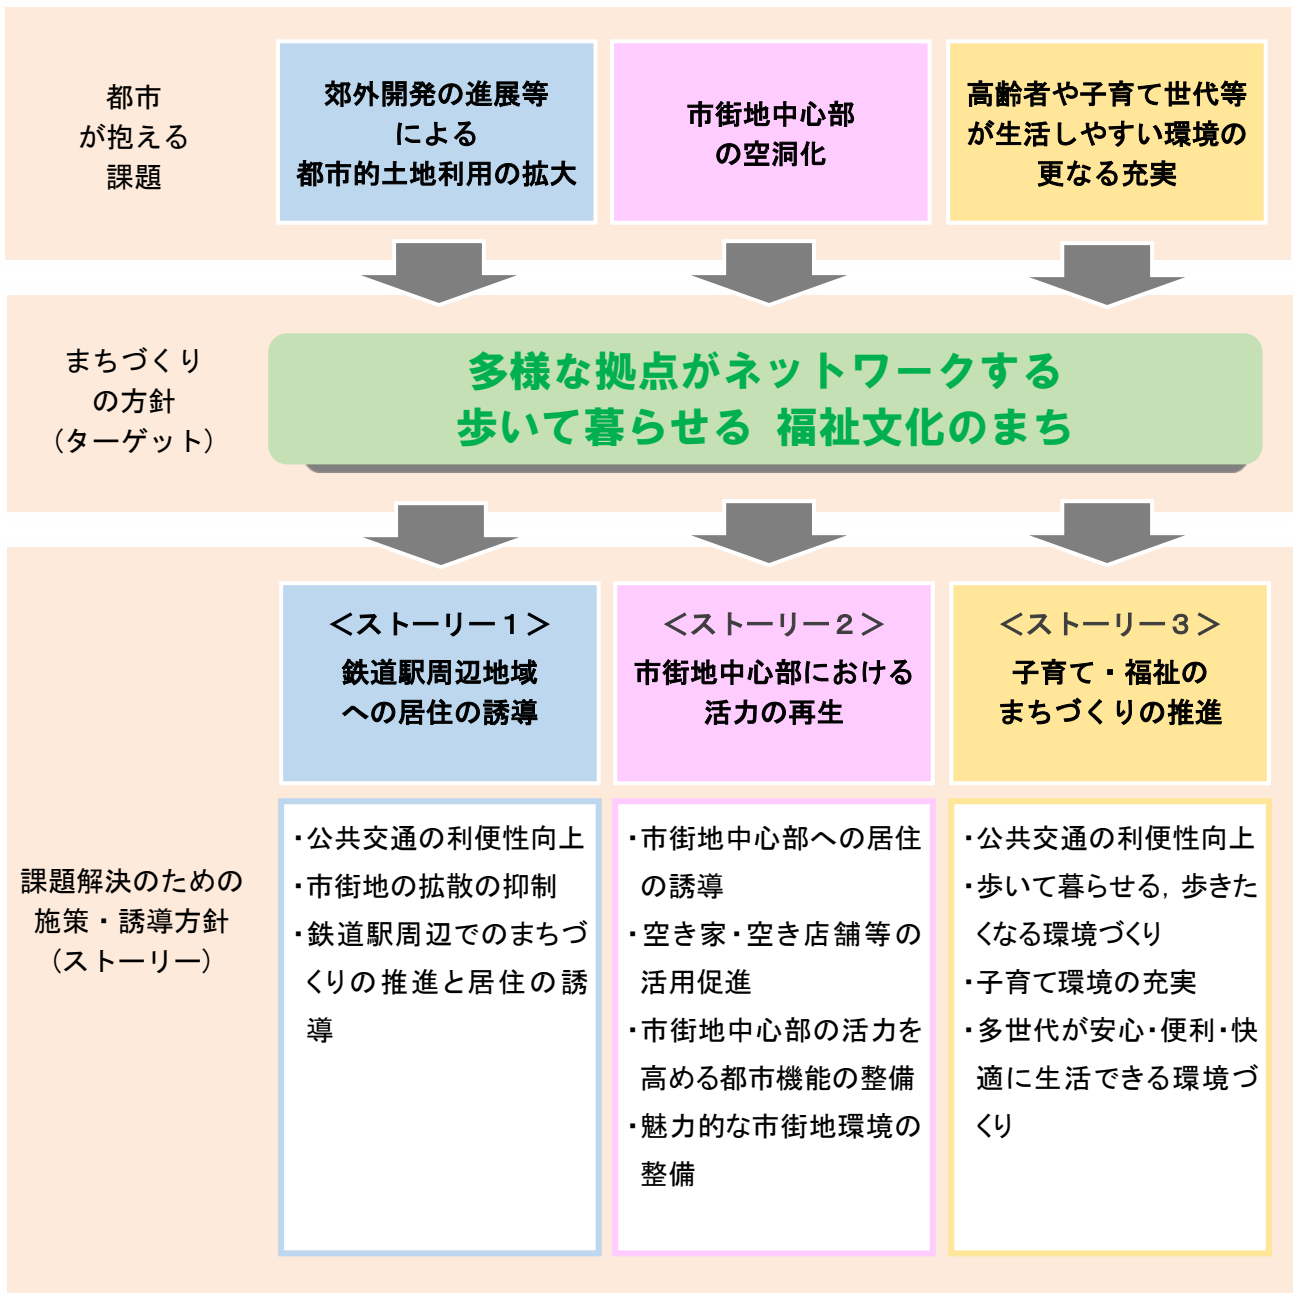 都市
が抱える
課題
郊外開発の進展等
による
都市的土地利用の拡大
市街地中心部
の空洞化
高齢者や子育て世代等
が生活しやすい環境の
更なる充実
まちづくり
の方針
（ターゲット）
多様な拠点がネットワークする
歩いて暮らせる 福祉文化のまち
課題解決のための
施策・誘導方針
（ストーリー）
＜ストーリー１＞
鉄道駅周辺地域
への居住の誘導
・公共交通の利便性向上
・市街地の拡散の抑制
・鉄道駅周辺でのまちづ
くりの推進と居住の誘
導
＜ストーリー２＞
市街地中心部における
活力の再生
・市街地中心部への居住
の誘導
・空き家・空き店舗等の
活用促進
・市街地中心部の活力を
高める都市機能の整備
・魅力的な市街地環境の
整備
＜ストーリー３＞
子育て・福祉の
まちづくりの推進
・公共交通の利便性向上
・歩いて暮らせる，歩きた
くなる環境づくり
・子育て環境の充実
・多世代が安心・便利・快
適に生活できる環境づ
くり